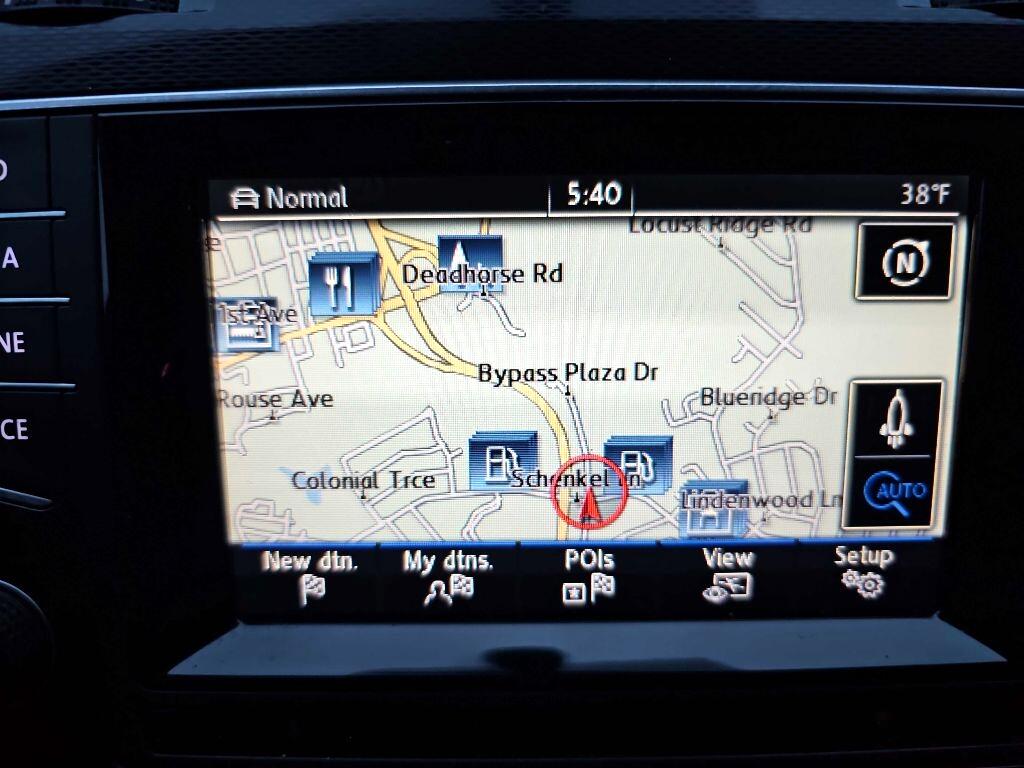 Normal
5:40
38°F
Locust Ridge Rd
N
Deadhorse Rd
1st Ave
Bypass Plaza Dr
Rouse Ave
Blueridge Dr
Colonial Trce
Schenkel Ln
Lindenwood Ln
AUTO
New dtn.
My dtns.
POIs
View
Setup